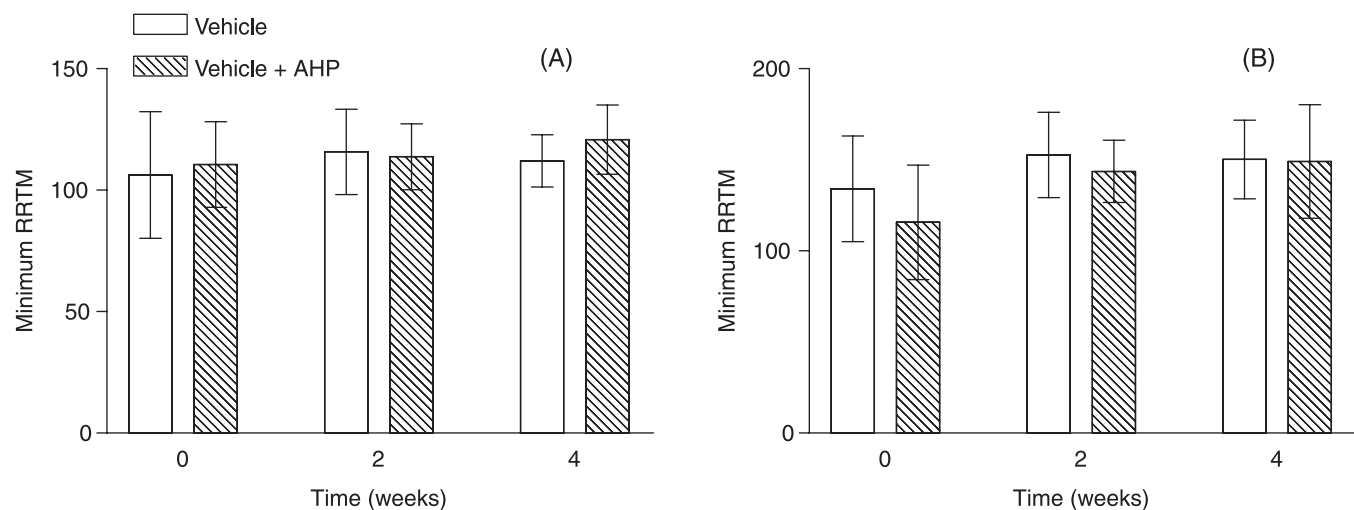 Vehicle
Vehicle + AHP
(A)
150
100
50
0
Minimum RRTM
0 2 4
Time (weeks)
(B)
200
100
0
Minimum RRTM
0 2 4
Time (weeks)